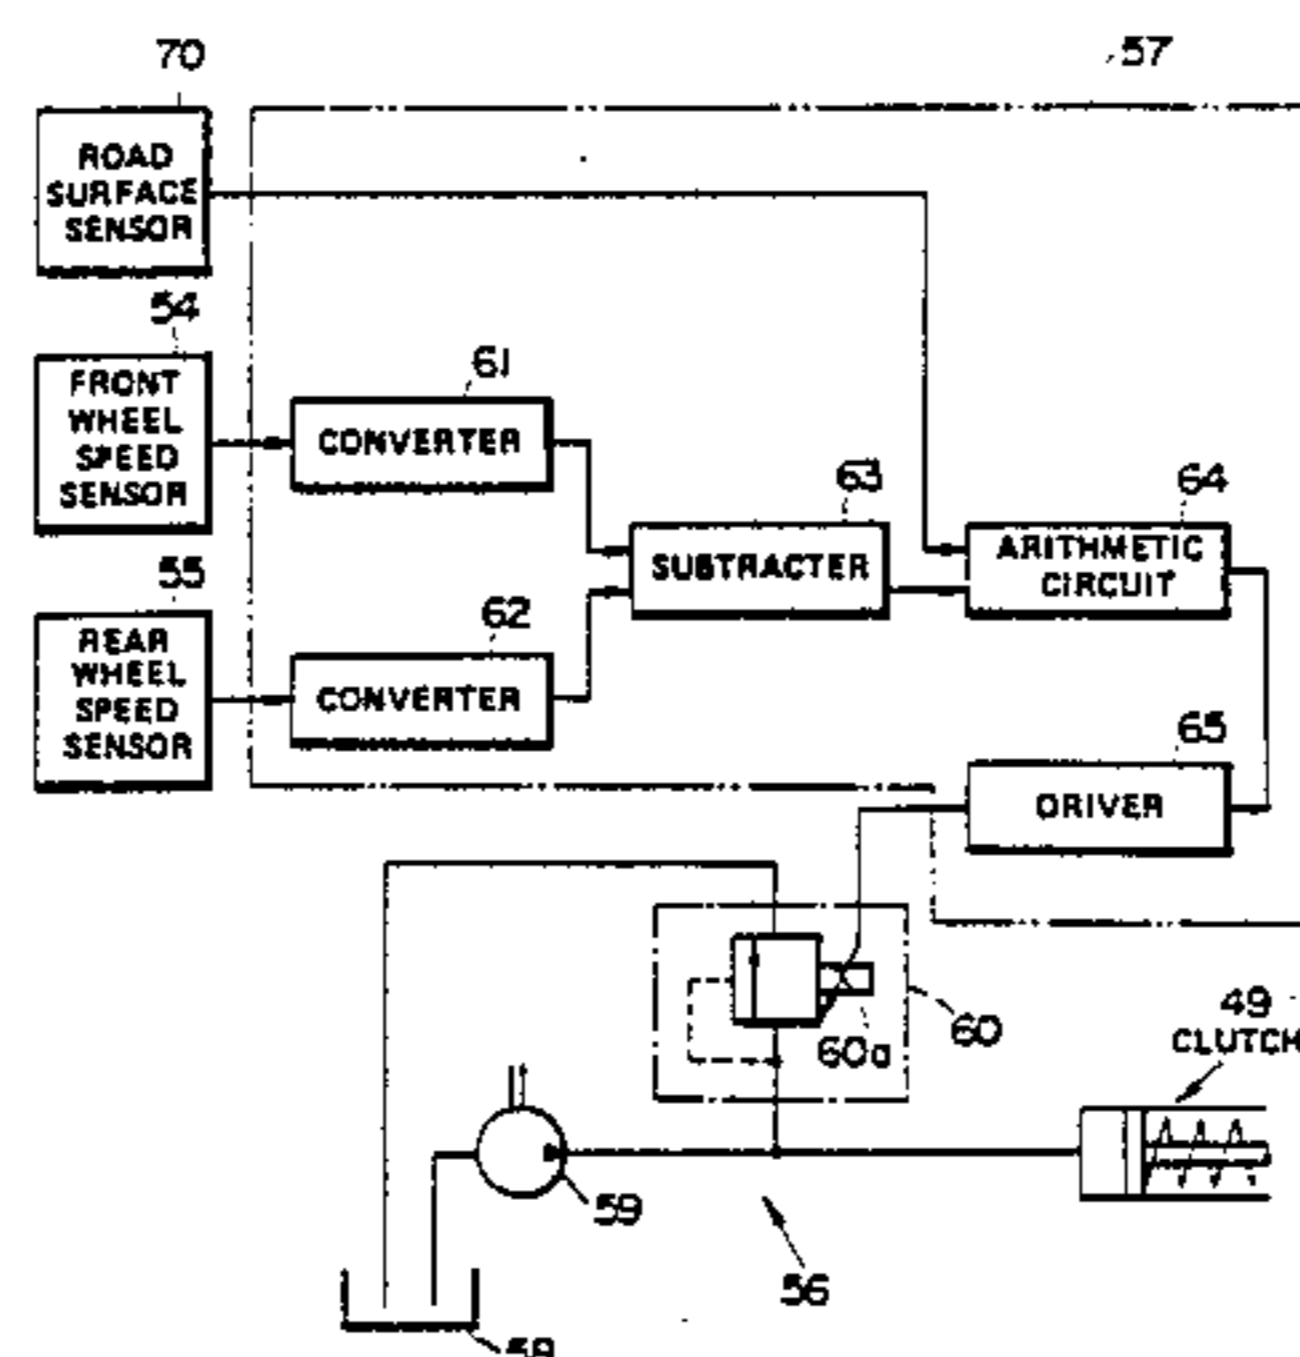 70
57
ROAD
SURFACE
SENSOR
54
FRONT
WHEEL
SPEED
SENSOR
61
CONVERTER
63
SUBTRACTER
64
ARITHMETIC
CIRCUIT
55
REAR
WHEEL
SPEED
SENSOR
62
CONVERTER
65
DRIVER
60
60a
49
CLUTCH
59
56
58